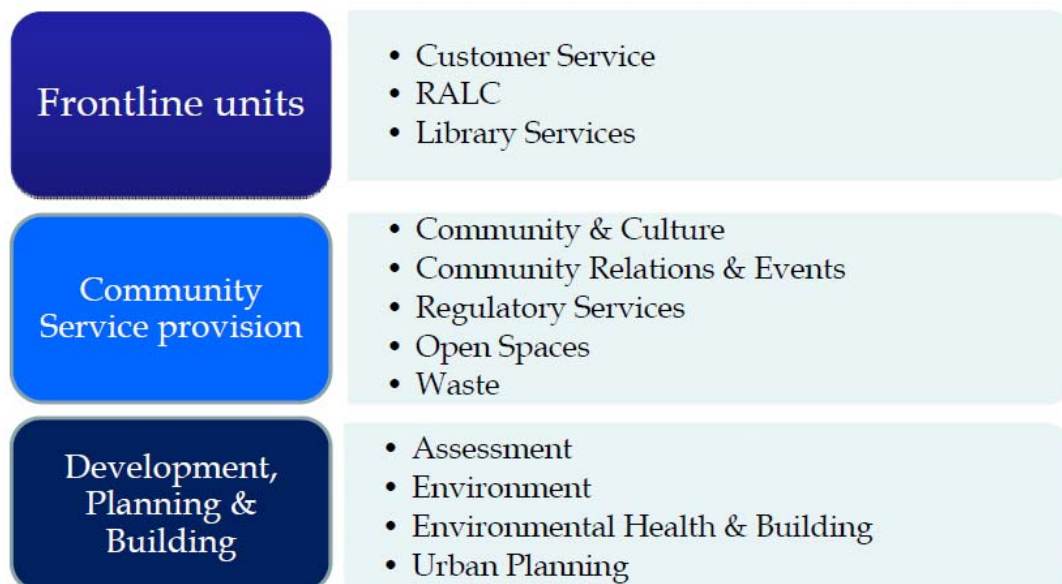 Frontline units
• Customer Service
• RALC
• Library Services
Community
Service provision
• Community & Culture
• Community Relations & Events
• Regulatory Services
• Open Spaces
• Waste
Development,
Planning &
Building
• Assessment
• Environment
• Environmental Health & Building
• Urban Planning